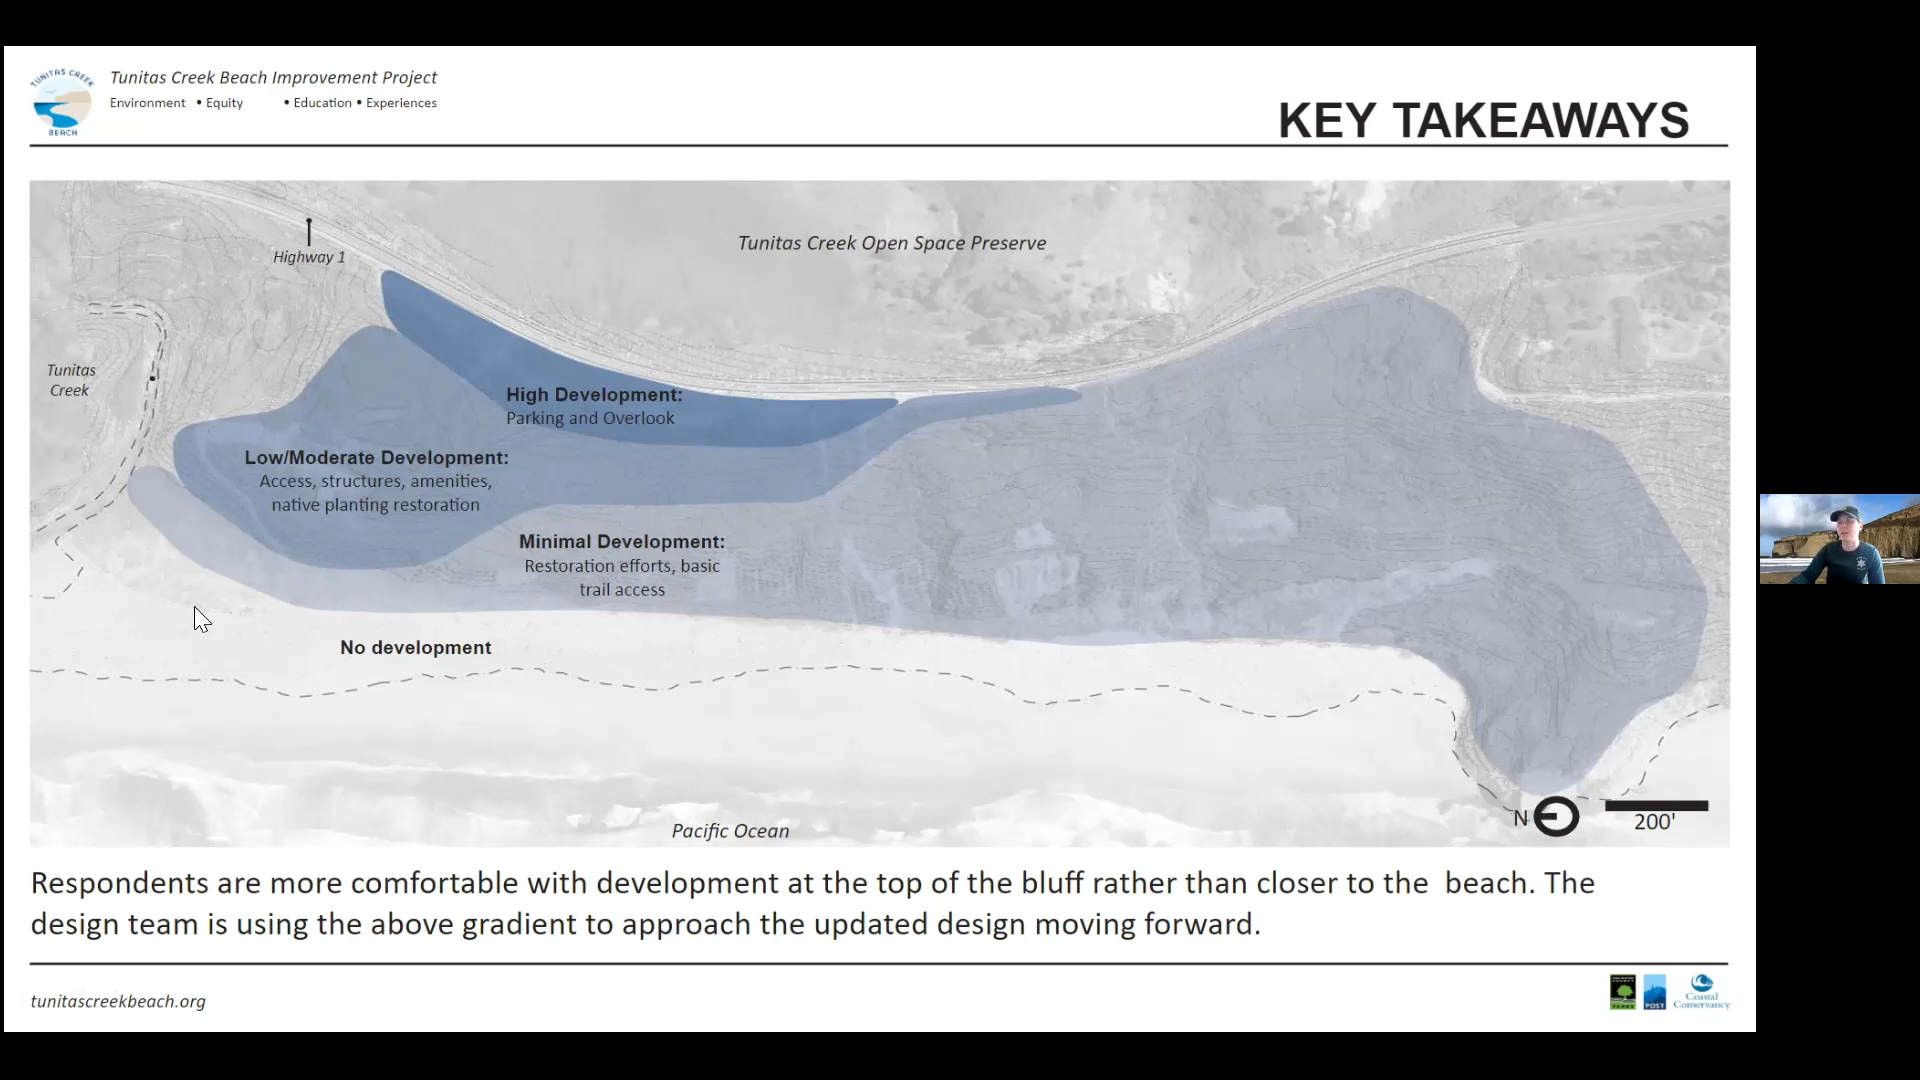 TUNITAS CREEK
BEACH
Tunitas Creek Beach Improvement Project
Environment • Equity • Education • Experiences
KEY TAKEAWAYS
Highway 1
Tunitas Creek Open Space Preserve
Tunitas
Creek
High Development:
Parking and Overlook
Low/Moderate Development:
Access, structures, amenities,
native planting restoration
Minimal Development:
Restoration efforts, basic
trail access
No development
Pacific Ocean
N
200'
Respondents are more comfortable with development at the top of the bluff rather than closer to the beach. The
design team is using the above gradient to approach the updated design moving forward.
tunitascreekbeach.org
PARKS
POST
Coastal
Conservancy